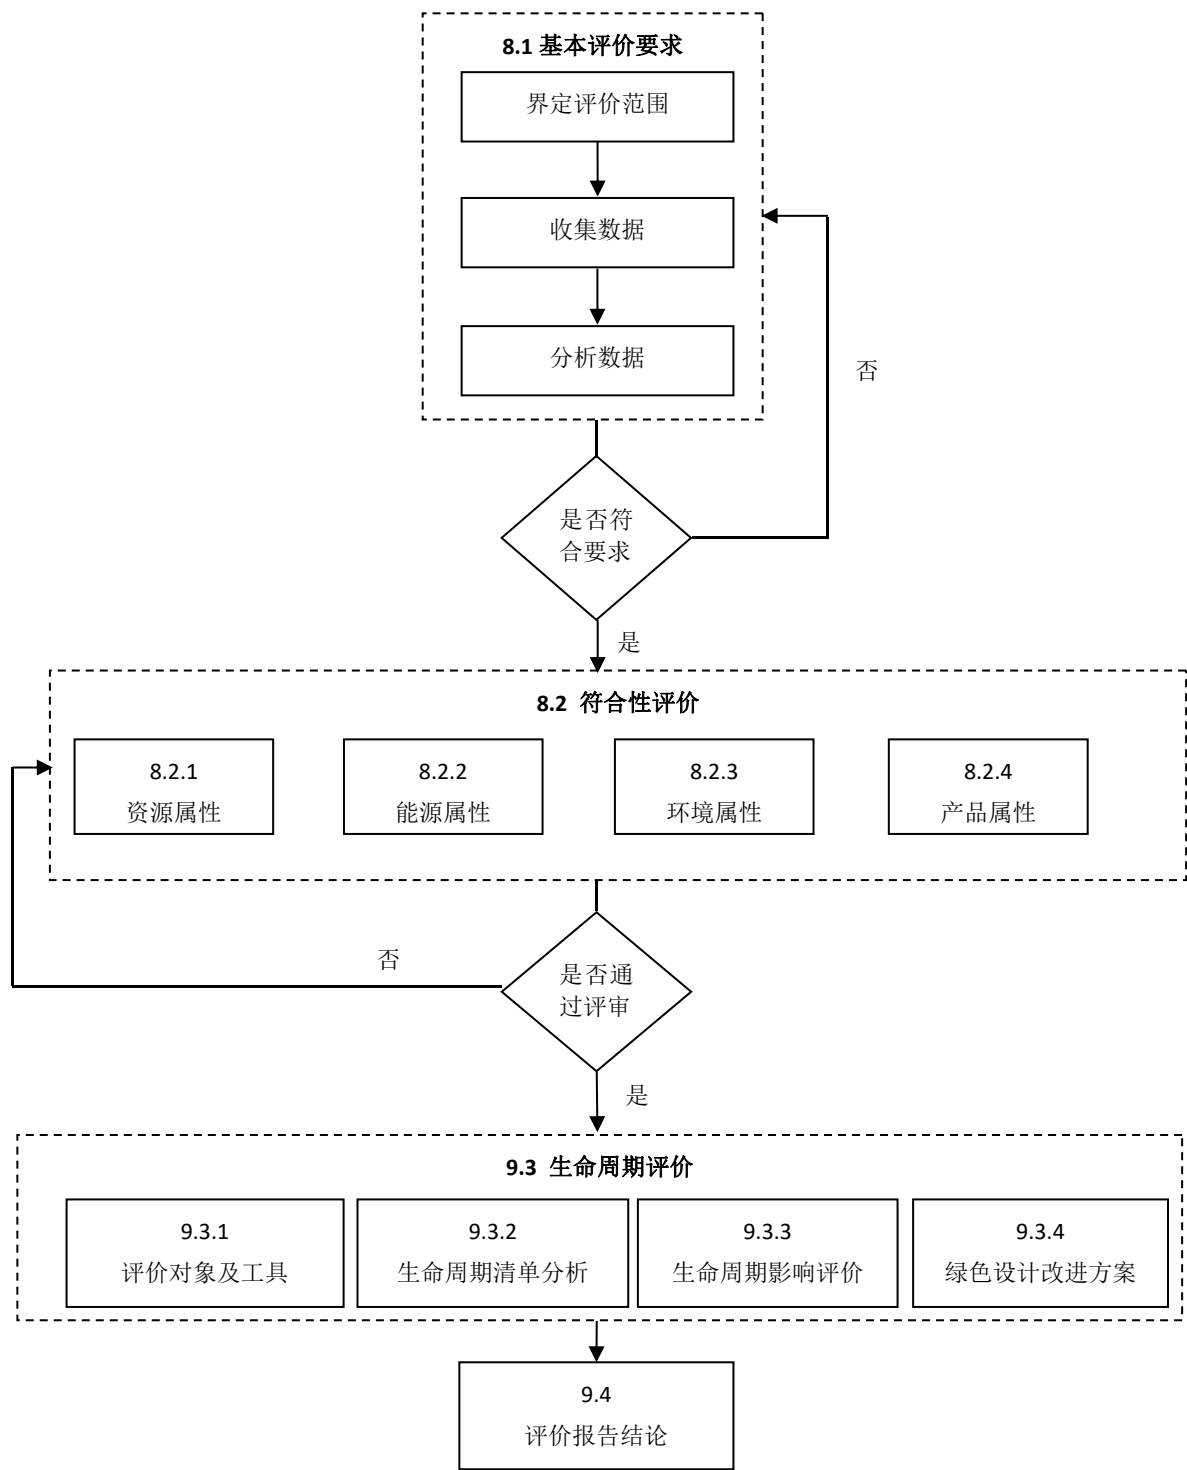 8.1 基本评价要求
界定评价范围
收集数据
分析数据
否
是否符
合要求
是
8.2 符合性评价
8.2.1
资源属性
8.2.2
能源属性
8.2.3
环境属性
8.2.4
产品属性
否
是否通
过评审
是
9.3 生命周期评价
9.3.1
评价对象及工具
9.3.2
生命周期清单分析
9.3.3
生命周期影响评价
9.3.4
绿色设计改进方案
9.4
评价报告结论